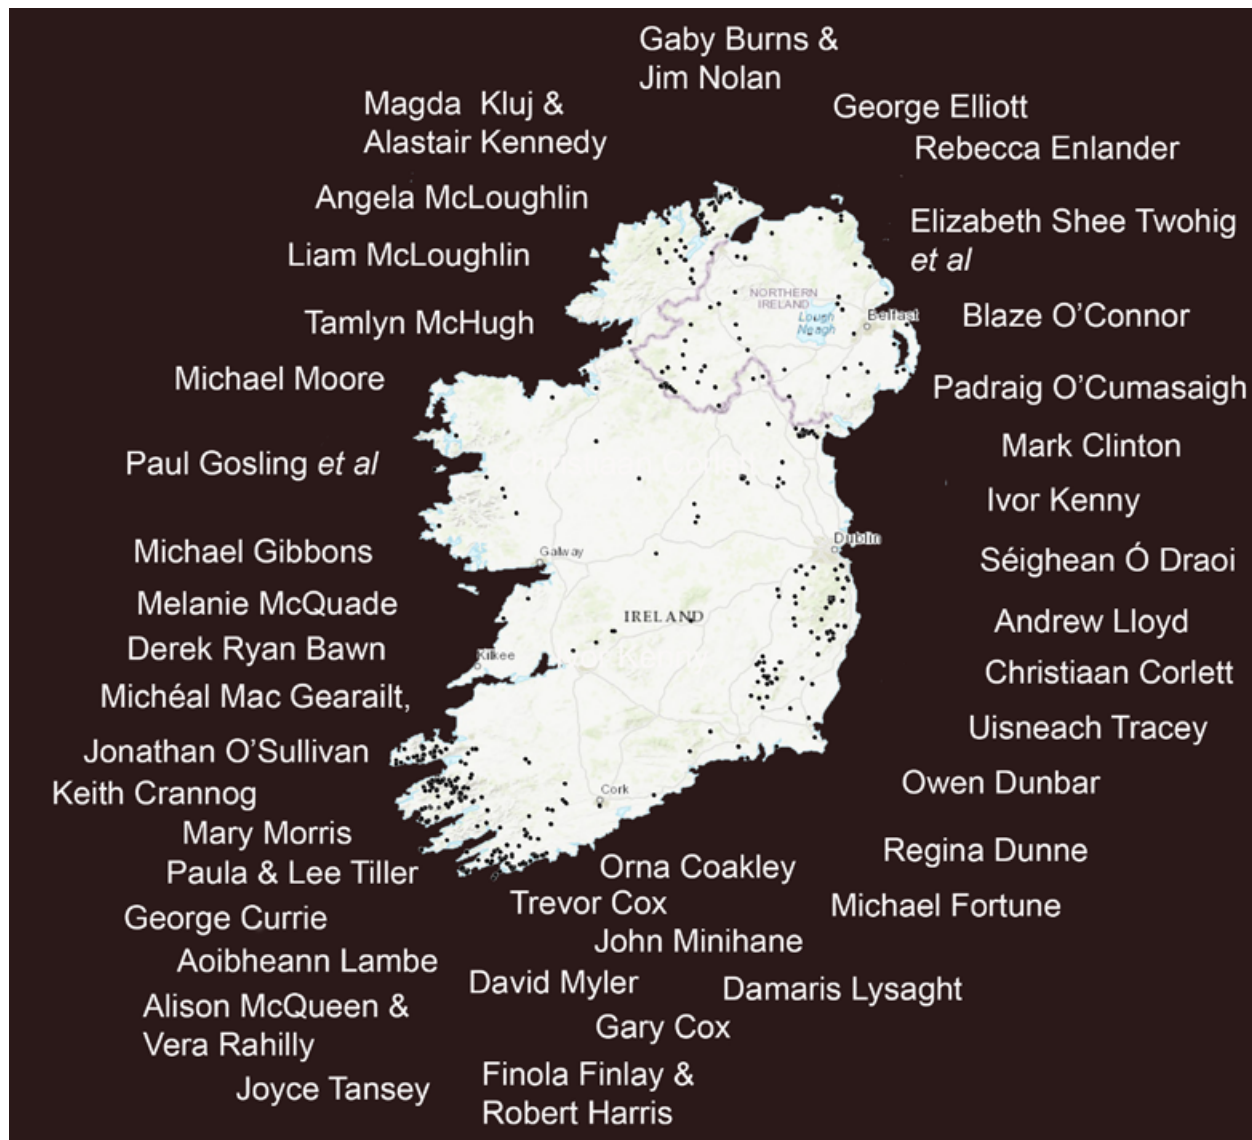 Gaby Burns &
Jim Nolan
Magda Kluj &
Alastair Kennedy
George Elliott
Rebecca Enlander
Angela McLoughlin
Elizabeth Shee Twohig
et al
Liam McLoughlin
NORTHERN
IRELAND
Lough
Neagh
Belfast
Blaze O’Connor
Tamlyn McHugh
Michael Moore
Padraig O’Cumasaigh
Mark Clinton
Paul Gosling et al
Ivor Kenny
Dublin
Michael Gibbons
Galway
Séighean Ó Draoi
Melanie McQuade
IRELAND
Andrew Lloyd
Derek Ryan Bawn
Kilkee
Christiaan Corlett
Michéal Mac Gearailt,
Uisneach Tracey
Jonathan O’Sullivan
Keith Crannog
Cork
Owen Dunbar
Mary Morris
Regina Dunne
Paula & Lee Tiller
Orna Coakley
Trevor Cox
Michael Fortune
George Currie
John Minihane
Aoibheann Lambe
David Myler
Damaris Lysaght
Alison McQueen &
Vera Rahilly
Gary Cox
Joyce Tansey
Finola Finlay &
Robert Harris